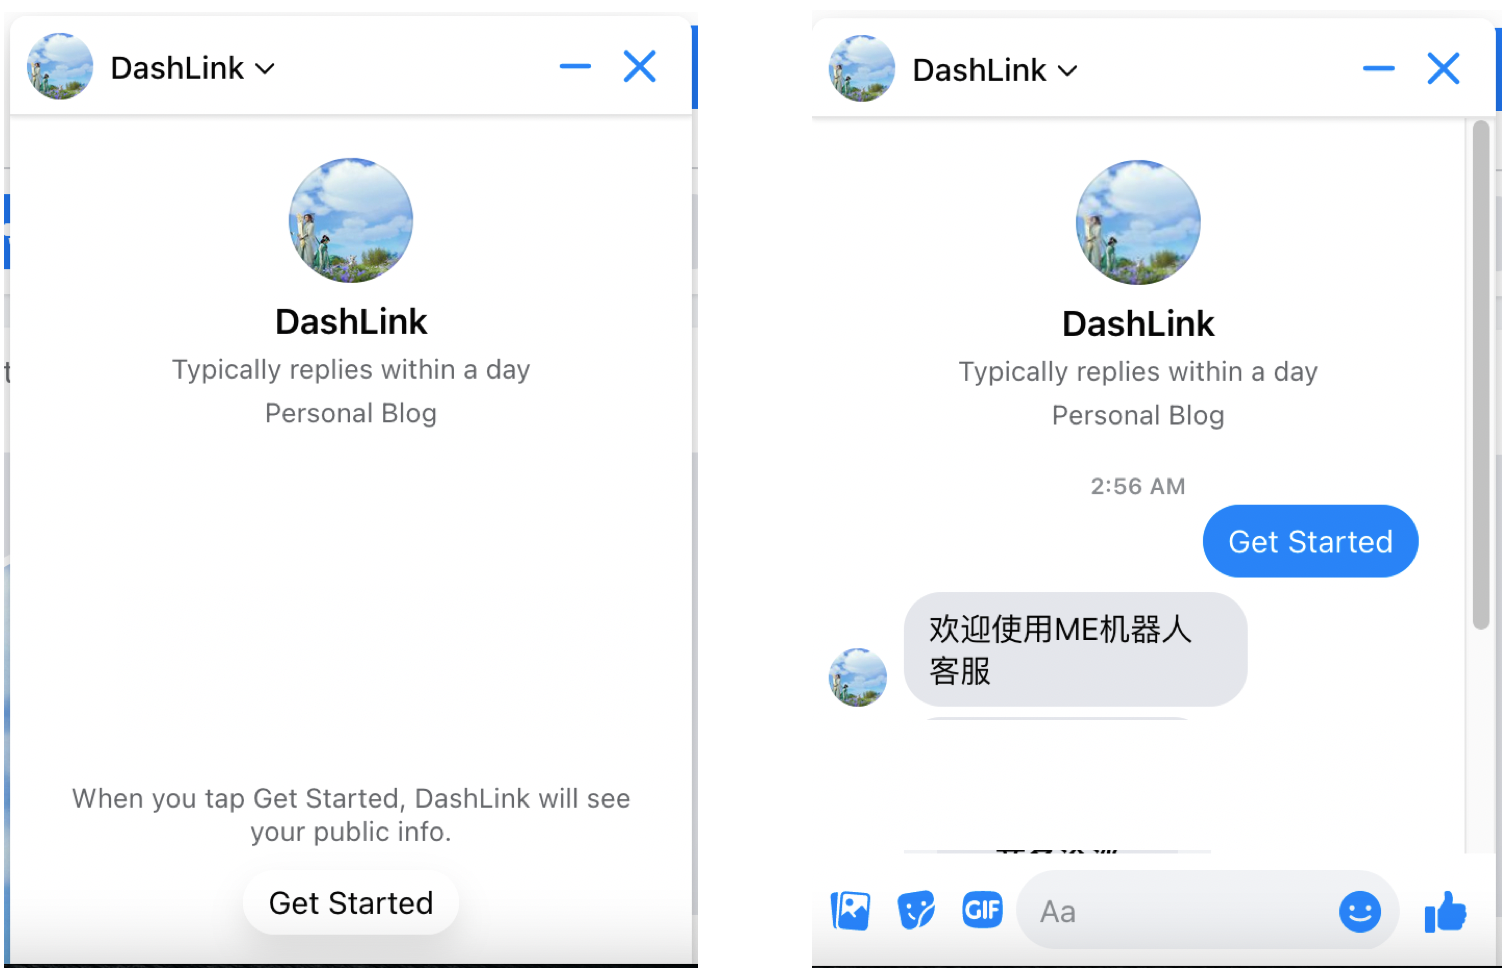 DashLink
DashLink
Typically replies within a day
Personal Blog
When you tap Get Started, DashLink will see
your public info.
Get Started
DashLink
DashLink
Typically replies within a day
Personal Blog
2:56 AM
Get Started
欢迎使用ME机器人
客服
GIF
Aa